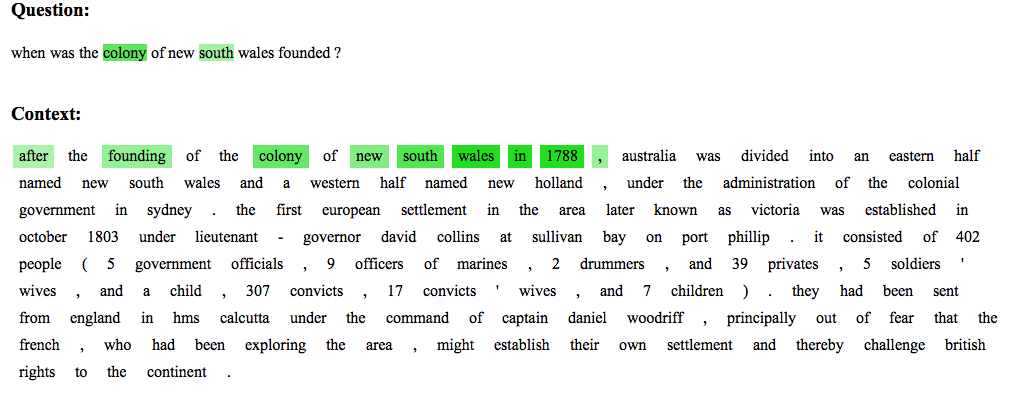 Question:
when was the colony of new south wales founded ?
Context:
after the founding of the colony of new south wales in 1788 , australia was divided into an eastern half
named new south wales and a western half named new holland , under the administration of the colonial
government in sydney . the first european settlement in the area later known as victoria was established in
october 1803 under lieutenant - governor david collins at sullivan bay on port phillip . it consisted of 402
people ( 5 government officials , 9 officers of marines , 2 drummers , and 39 privates , 5 soldiers '
wives , and a child , 307 convicts , 17 convicts ' wives , and 7 children ) . they had been sent
from england in hms calcutta under the command of captain daniel woodriff , principally out of fear that the
french , who had been exploring the area , might establish their own settlement and thereby challenge british
rights to the continent .